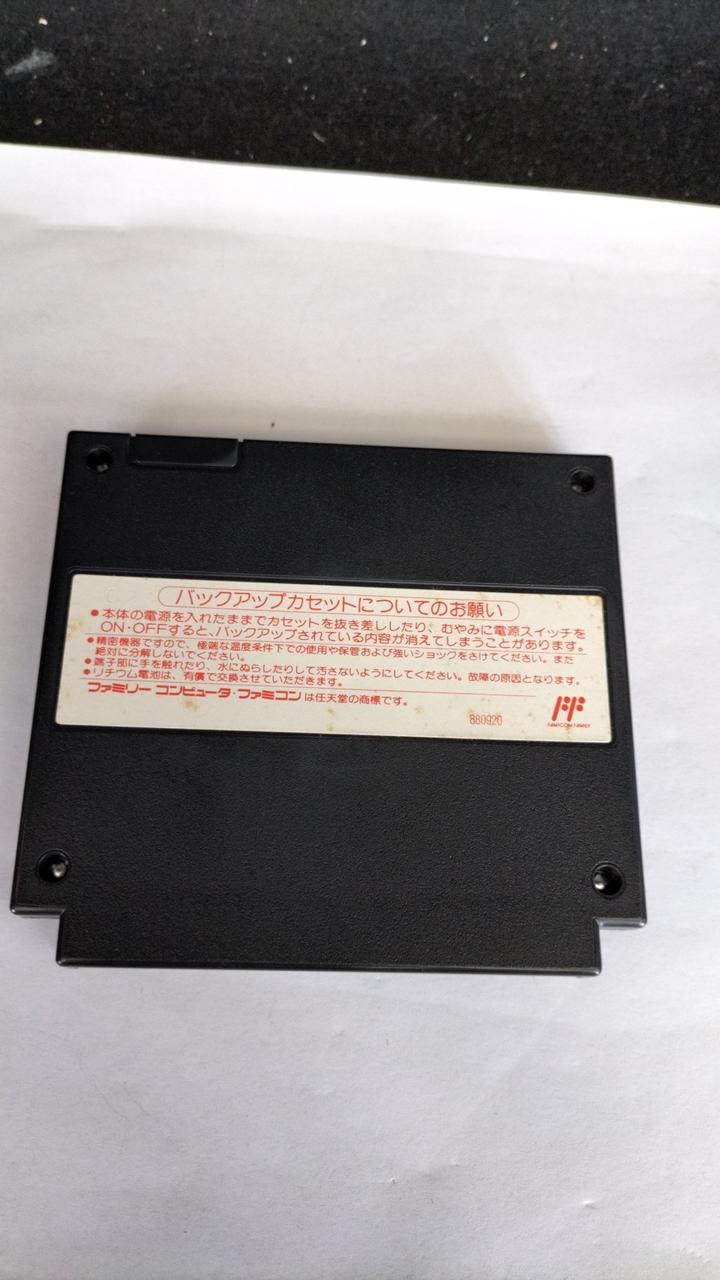 バックアップカセットについてのお願い
●本体の電源を入れたままでカセットを抜き差ししたり、むやみに電源スイッチを
ON・OFFすると、バックアップされている内容が消えてしまうことがあります。
●精密機器ですので、極端な温度条件下での使用や保管および強いショックをさけてください。また
絶対に分解しないでください。
●端子部に手を触れたり、水にぬらしたりして汚さないようにしてください。故障の原因となります。
●リチウム電池は、有償で交換させていただきます。
ファミリー コンピュータ・ファミコンは任天堂の商標です。
880920
FAMICOM FAMILY